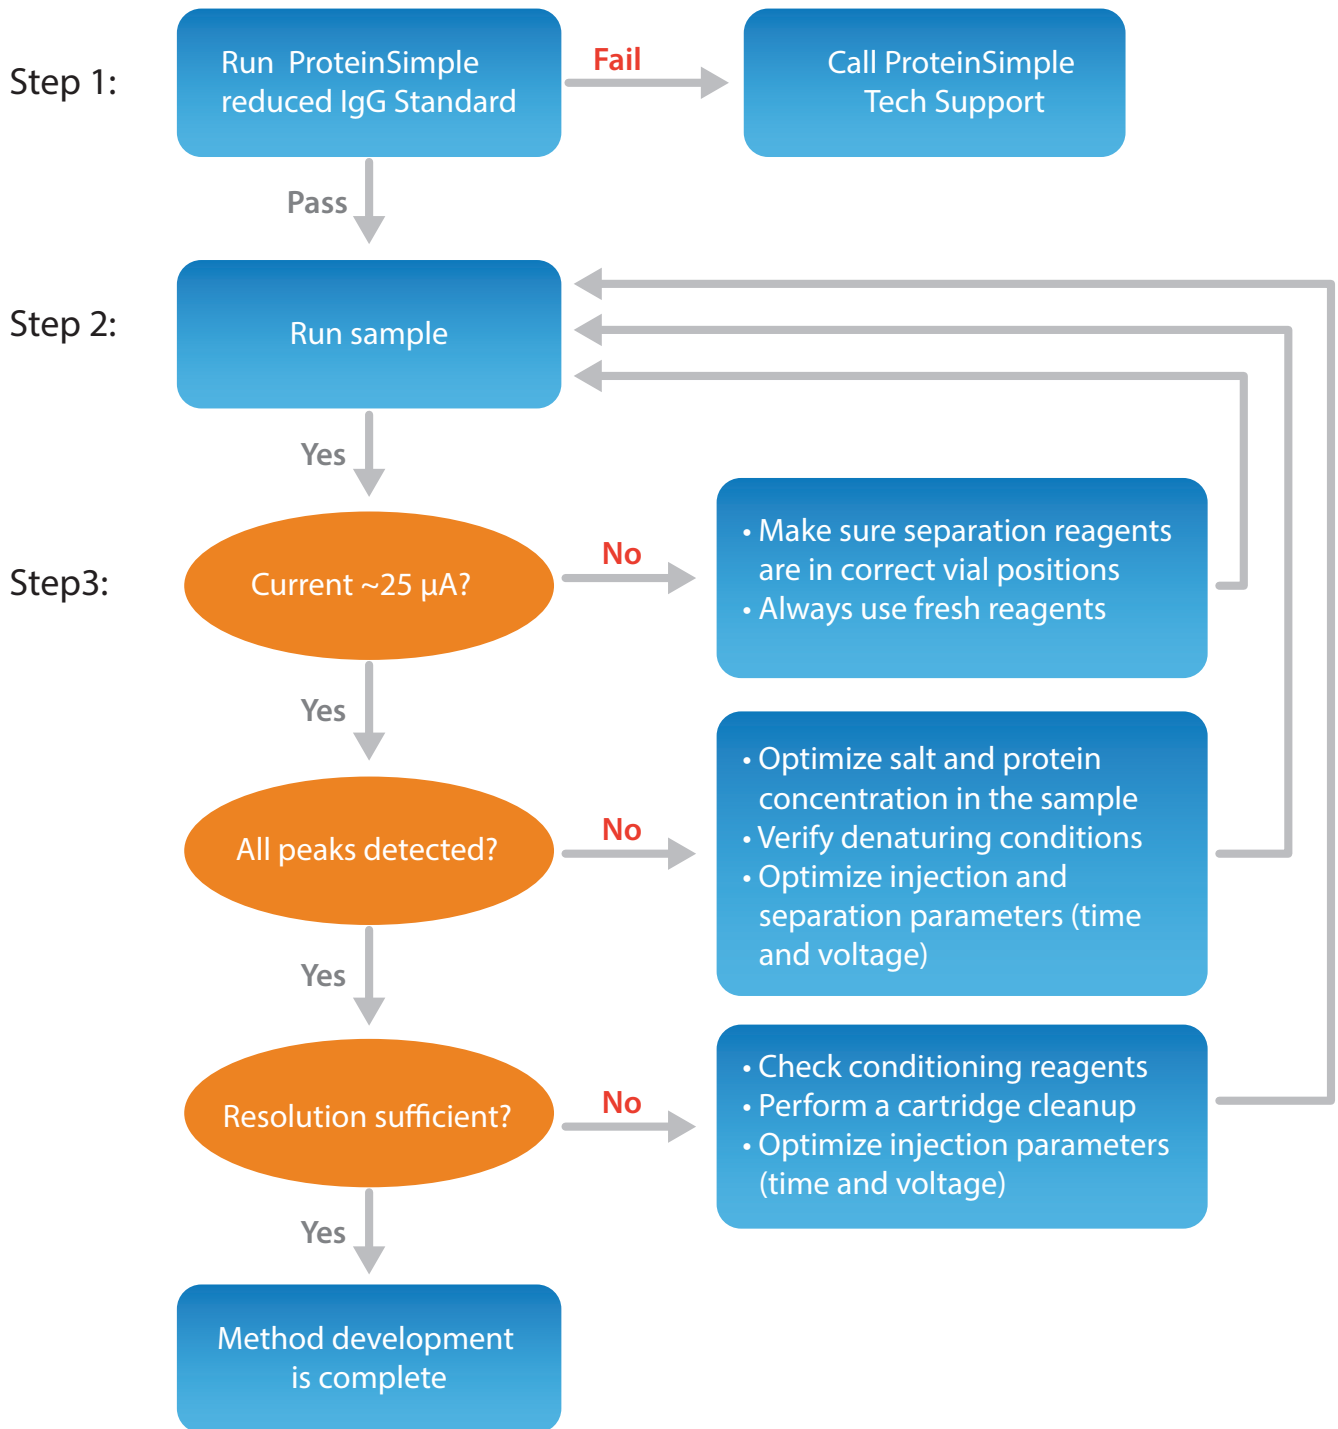 Step 1:
Run ProteinSimple
reduced IgG Standard
Fail
Call ProteinSimple
Tech Support
Pass
Step 2:
Run sample
Yes
Step3:
Current ~25 µA?
No
• Make sure separation reagents
are in correct vial positions
• Always use fresh reagents
Yes
All peaks detected?
No
• Optimize salt and protein
concentration in the sample
• Verify denaturing conditions
• Optimize injection and
separation parameters (time
and voltage)
Yes
Resolution sufficient?
No
• Check conditioning reagents
• Perform a cartridge cleanup
• Optimize injection parameters
(time and voltage)
Yes
Method development
is complete